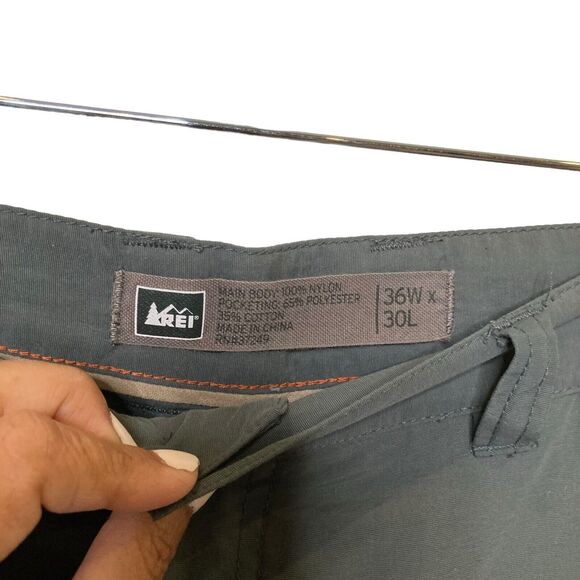 REI®
MAIN BODY: 100% NYLON
POCKETING: 65% POLYESTER
35% COTTON
MADE IN CHINA
RN#37249
36W x
30L